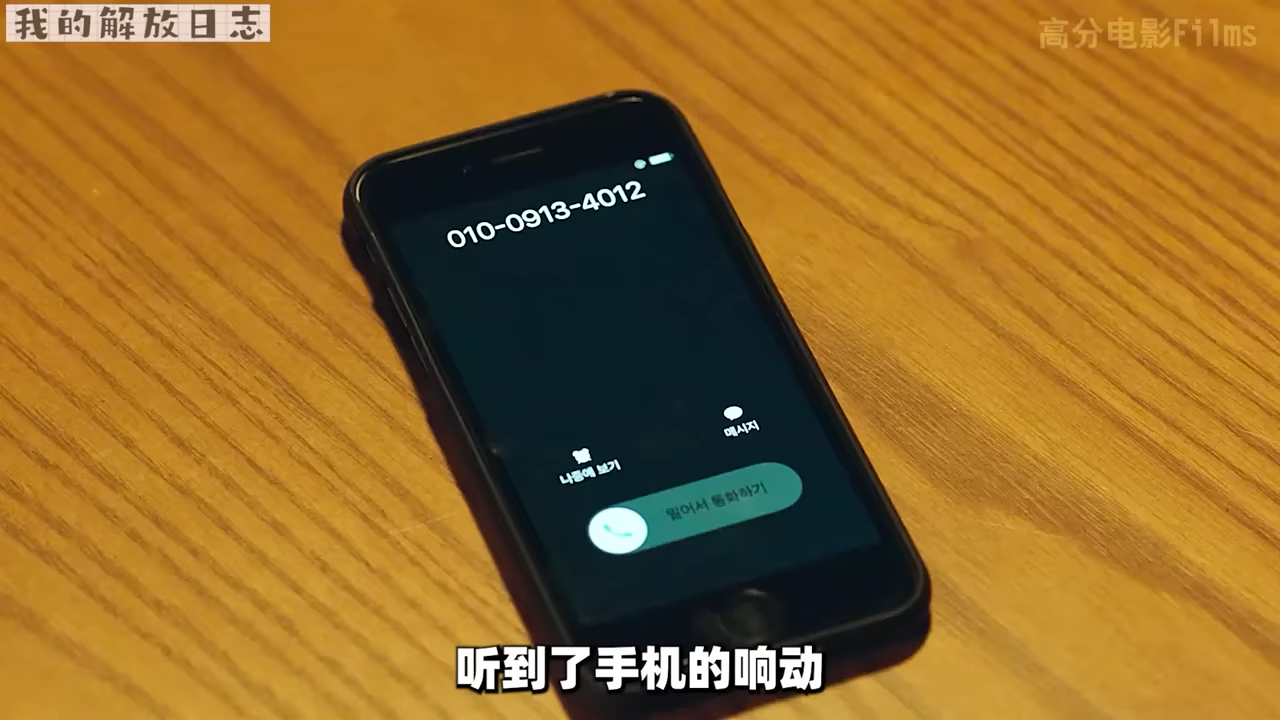 我的解放日志
高分电影Films
010-0913-4012
메시지
나중에 보기
밀어서 통화하기
听到了手机的响动